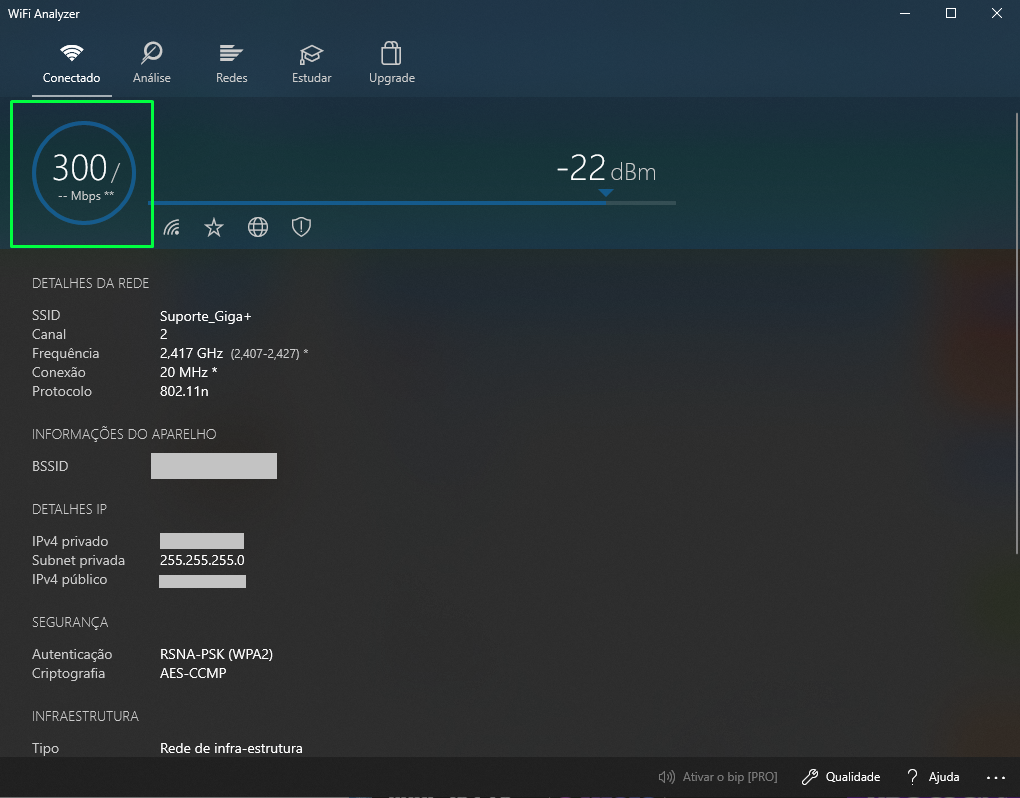 WiFi Analyzer
Conectado Análise Redes Estudar Upgrade
300/
-- Mbps **
-22 dBm
DETALHES DA REDE
SSID Suporte_Giga+
Canal 2
Frequência 2,417 GHz (2,407-2,427) *
Conexão 20 MHz *
Protocolo 802.11n
INFORMAÇÕES DO APARELHO
BSSID
DETALHES IP
IPv4 privado
Subnet privada 255.255.255.0
IPv4 público
SEGURANÇA
Autenticação RSNA-PSK (WPA2)
Criptografia AES-CCMP
INFRAESTRUTURA
Tipo Rede de infra-estrutura
Ativar o bip [PRO] Qualidade ? Ajuda ...